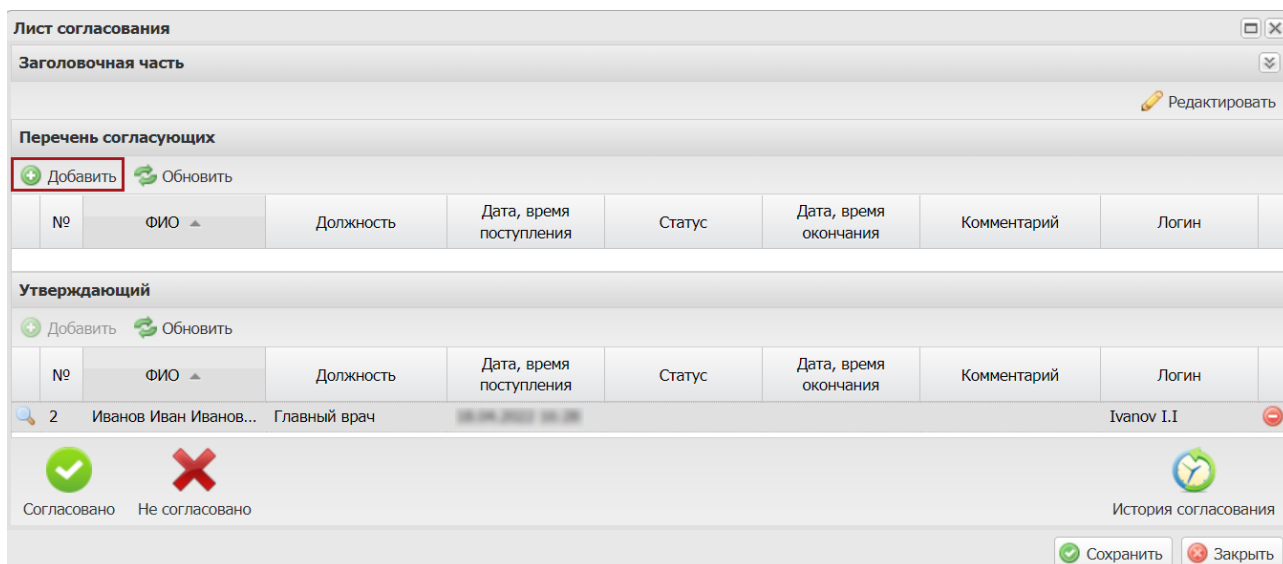 Лист согласования
Заголовочная часть
Редактировать
Перечень согласующих
Добавить Обновить
№ ФИО Должность Дата, время поступления Статус Дата, время окончания Комментарий Логин
Утверждающий
Добавить Обновить
№ ФИО Должность Дата, время поступления Статус Дата, время окончания Комментарий Логин
2 Иванов Иван Иванов... Главный врач Ivanov I.I
Согласовано Не согласовано История согласования
Сохранить Закрыть